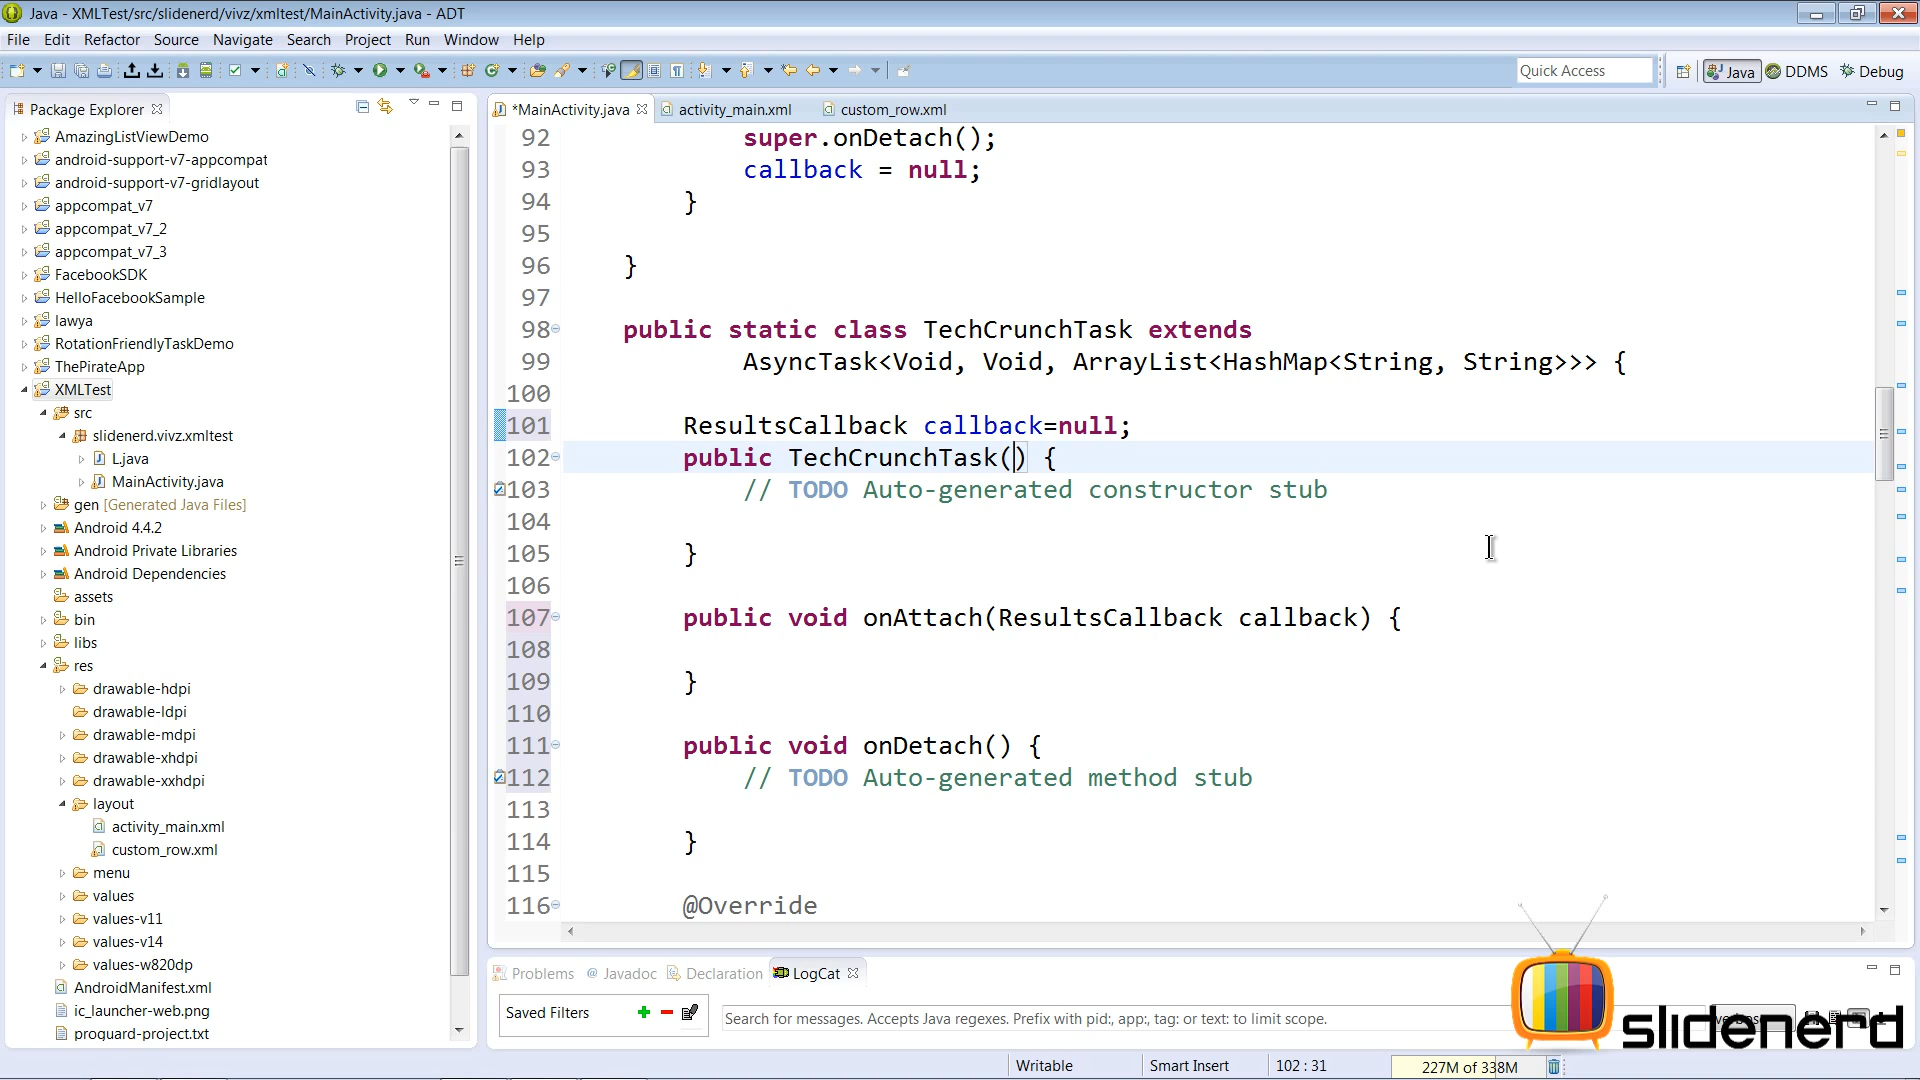 Java - XMLTest/src/slidenerd/vivz/xmltest/MainActivity.java - ADT
File Edit Refactor Source Navigate Search Project Run Window Help
Quick Access Java DDMS Debug
Package Explorer
AmazingListViewDemo
android-support-v7-appcompat
android-support-v7-gridlayout
appcompat_v7
appcompat_v7_2
appcompat_v7_3
FacebookSDK
HelloFacebookSample
lawya
RotationFriendlyTaskDemo
ThePirateApp
XMLTest
src
slidenerd.vivz.xmltest
L.java
MainActivity.java
gen [Generated Java Files]
Android 4.4.2
Android Private Libraries
Android Dependencies
assets
bin
libs
res
drawable-hdpi
drawable-ldpi
drawable-mdpi
drawable-xhdpi
drawable-xxhdpi
layout
activity_main.xml
custom_row.xml
menu
values
values-v11
values-v14
values-w820dp
AndroidManifest.xml
ic_launcher-web.png
proguard-project.txt
*MainActivity.java activity_main.xml custom_row.xml
92 super.onDetach();
93 callback = null;
94 }
95
96 }
97
98 public static class TechCrunchTask extends
99 AsyncTask<Void, Void, ArrayList<HashMap<String, String>>> {
100
101 ResultsCallback callback=null;
102 public TechCrunchTask() {
103 // TODO Auto-generated constructor stub
104
105 }
106
107 public void onAttach(ResultsCallback callback) {
108
109 }
110
111 public void onDetach() {
112 // TODO Auto-generated method stub
113
114 }
115
116 @Override
Problems @ Javadoc Declaration LogCat
Saved Filters
Search for messages. Accepts Java regexes. Prefix with pid:, app:, tag: or text: to limit scope.
slidenerd
Writable Smart Insert 102 : 31 227M of 338M